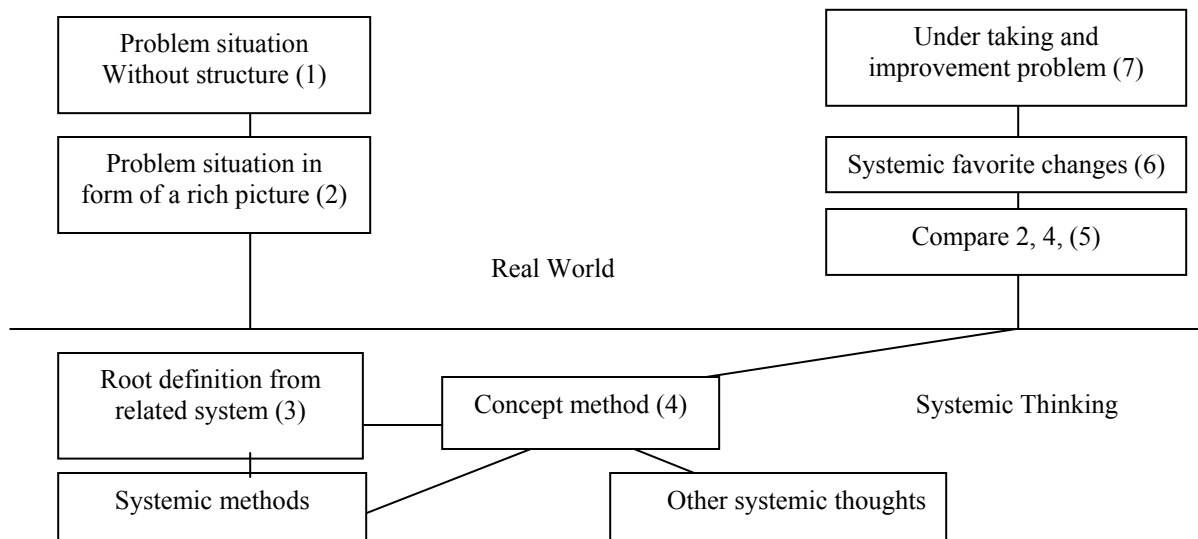 Problem situation
Without structure (1)
Under taking and
improvement problem (7)
Problem situation in
form of a rich picture (2)
Systemic favorite changes (6)
Compare 2, 4, (5)
Real World
Root definition from
related system (3)
Concept method (4)
Systemic Thinking
Systemic methods
Other systemic thoughts